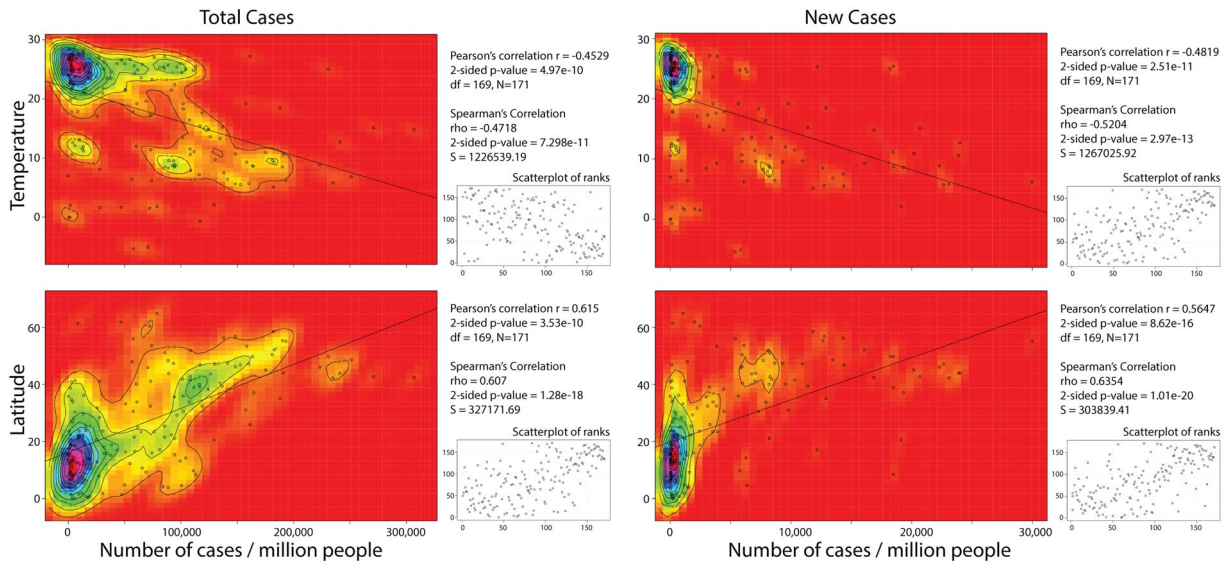 Total Cases
New Cases
30
20
10
0
Temperature
Pearson's correlation r = -0.4529
2-sided p-value = 4.97e-10
df = 169, N=171
Spearman's Correlation
rho = -0.4718
2-sided p-value = 7.298e-11
S = 1226539.19
Scatterplot of ranks
150
100
50
0
0 50 100 150
30
20
10
0
Pearson's correlation r = -0.4819
2-sided p-value = 2.51e-11
df = 169, N=171
Spearman's Correlation
rho = -0.5204
2-sided p-value = 2.97e-13
S = 1267025.92
Scatterplot of ranks
150
100
50
0
0 50 100 150
60
40
20
0
Latitude
0 100,000 200,000 300,000
Number of cases / million people
Pearson's correlation r = 0.615
2-sided p-value = 3.53e-10
df = 169, N=171
Spearman's Correlation
rho = 0.607
2-sided p-value = 1.28e-18
S = 327171.69
Scatterplot of ranks
150
100
50
0
0 50 100 150
60
40
20
0
0 10,000 20,000 30,000
Number of cases / million people
Pearson's correlation r = 0.5647
2-sided p-value = 8.62e-16
df = 169, N=171
Spearman's Correlation
rho = 0.6354
2-sided p-value = 1.01e-20
S = 303839.41
Scatterplot of ranks
150
100
50
0
0 50 100 150